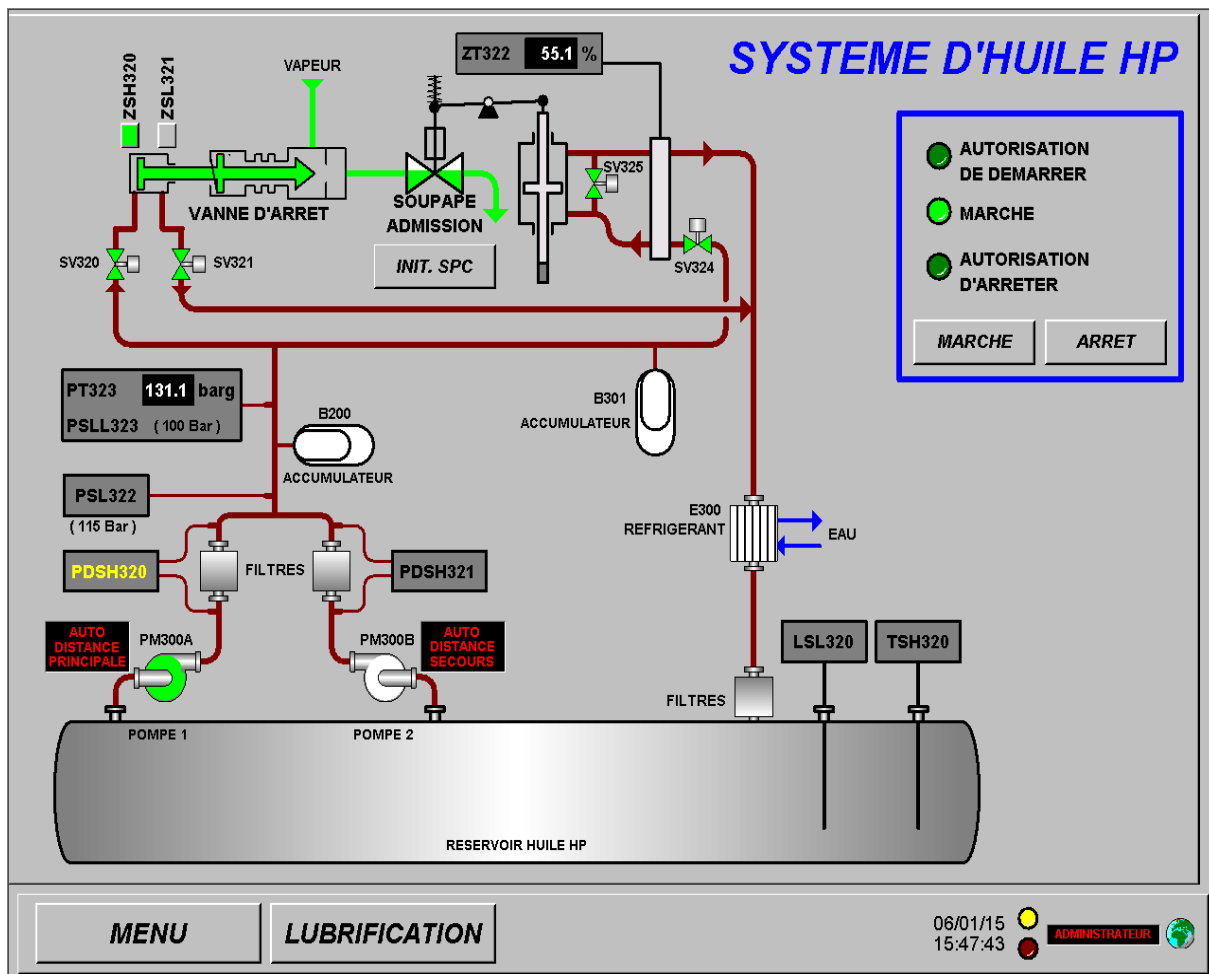 SYSTEME D'HUILE HP
ZT322 55.1 %
ZSH320
ZSL321
VAPEUR
VANNE D'ARRET
SOUPAPE
ADMISSION
INIT. SPC
SV325
SV320
SV321
SV324
AUTORISATION
DE DEMARRER
MARCHE
AUTORISATION
D'ARRETER
MARCHE
ARRET
PT323 131.1 barg
PSLL323 ( 100 Bar )
B200
ACCUMULATEUR
B301
ACCUMULATEUR
PSL322
( 115 Bar )
PDSH320
FILTRES
PDSH321
E300
REFRIGERANT
EAU
AUTO
DISTANCE
PRINCIPALE
PM300A
PM300B
AUTO
DISTANCE
SECOURS
LSL320
TSH320
FILTRES
POMPE 1
POMPE 2
RESERVOIR HUILE HP
MENU
LUBRIFICATION
06/01/15
15:47:43
ADMINISTRATEUR